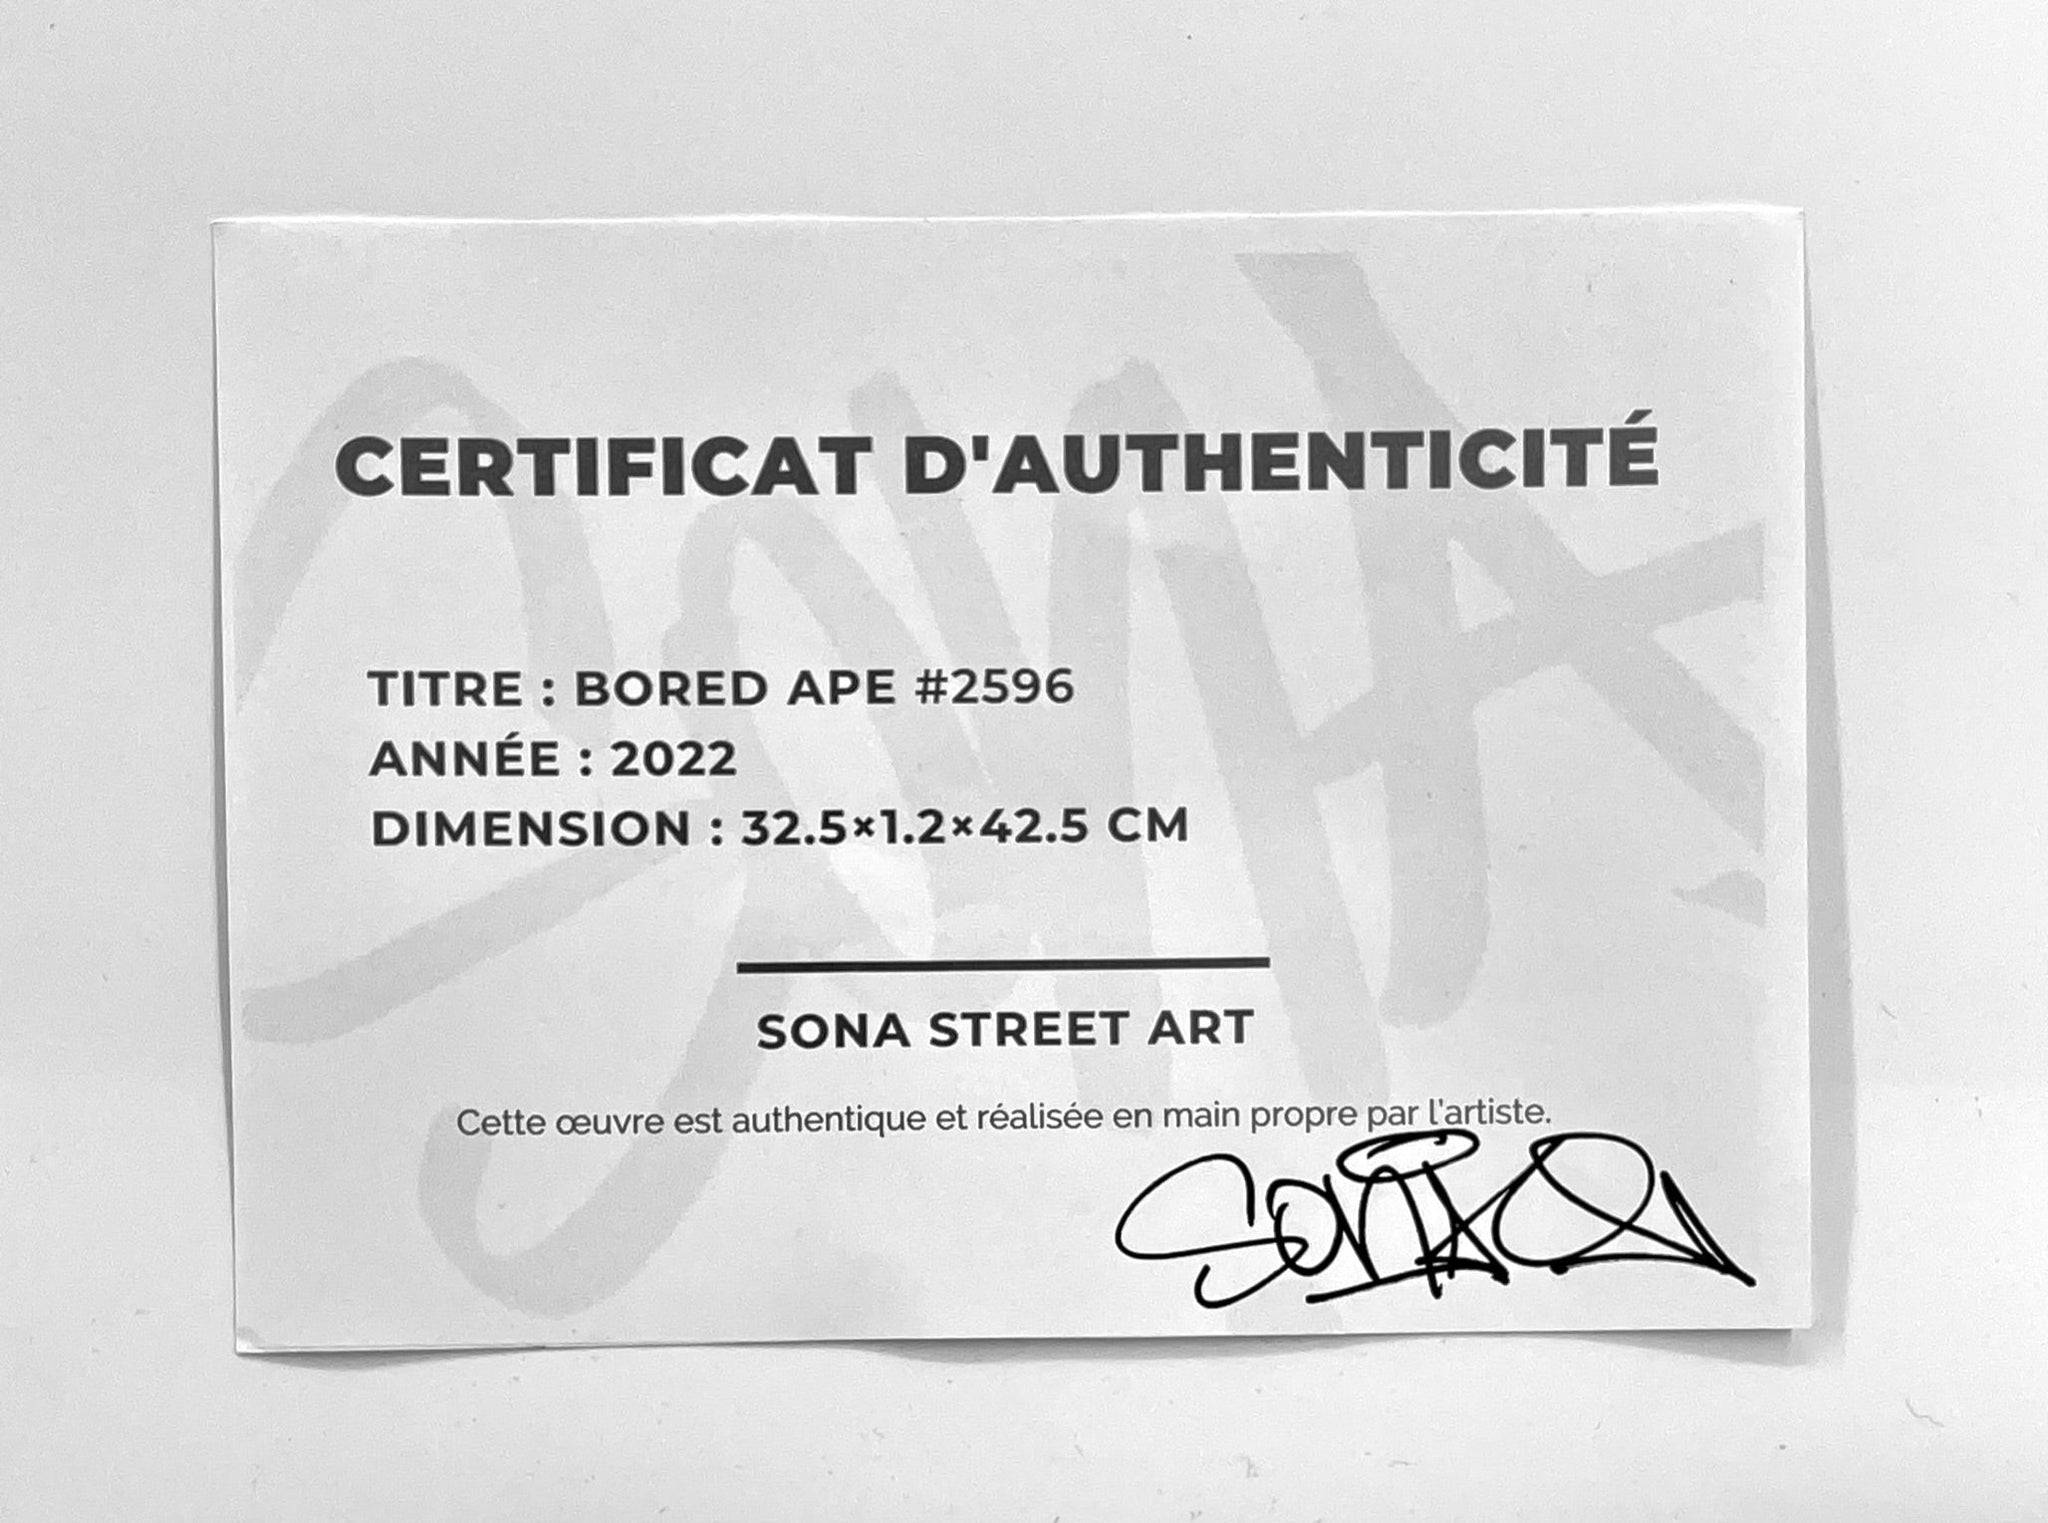 CERTIFICAT D'AUTHENTICITÉ
TITRE : BORED APE #2596
ANNÉE : 2022
DIMENSION : 32.5×1.2×42.5 CM
SONA STREET ART
Cette œuvre est authentique et réalisée en main propre par l'artiste.